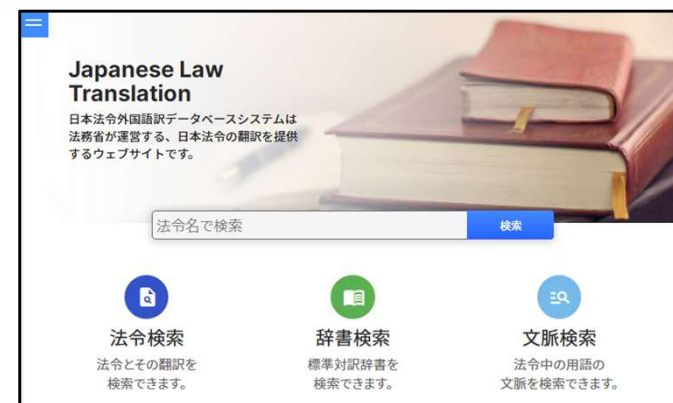 Japanese Law
Translation
日本法令外国語訳データベースシステムは
法務省が運営する、日本法令の翻訳を提供
するウェブサイトです。
法令名で検索
検索
法令検索
辞書検索
文脈検索
法令とその翻訳を
検索できます。
標準対訳辞書を
検索できます。
法令中の用語の
文脈を検索できます。